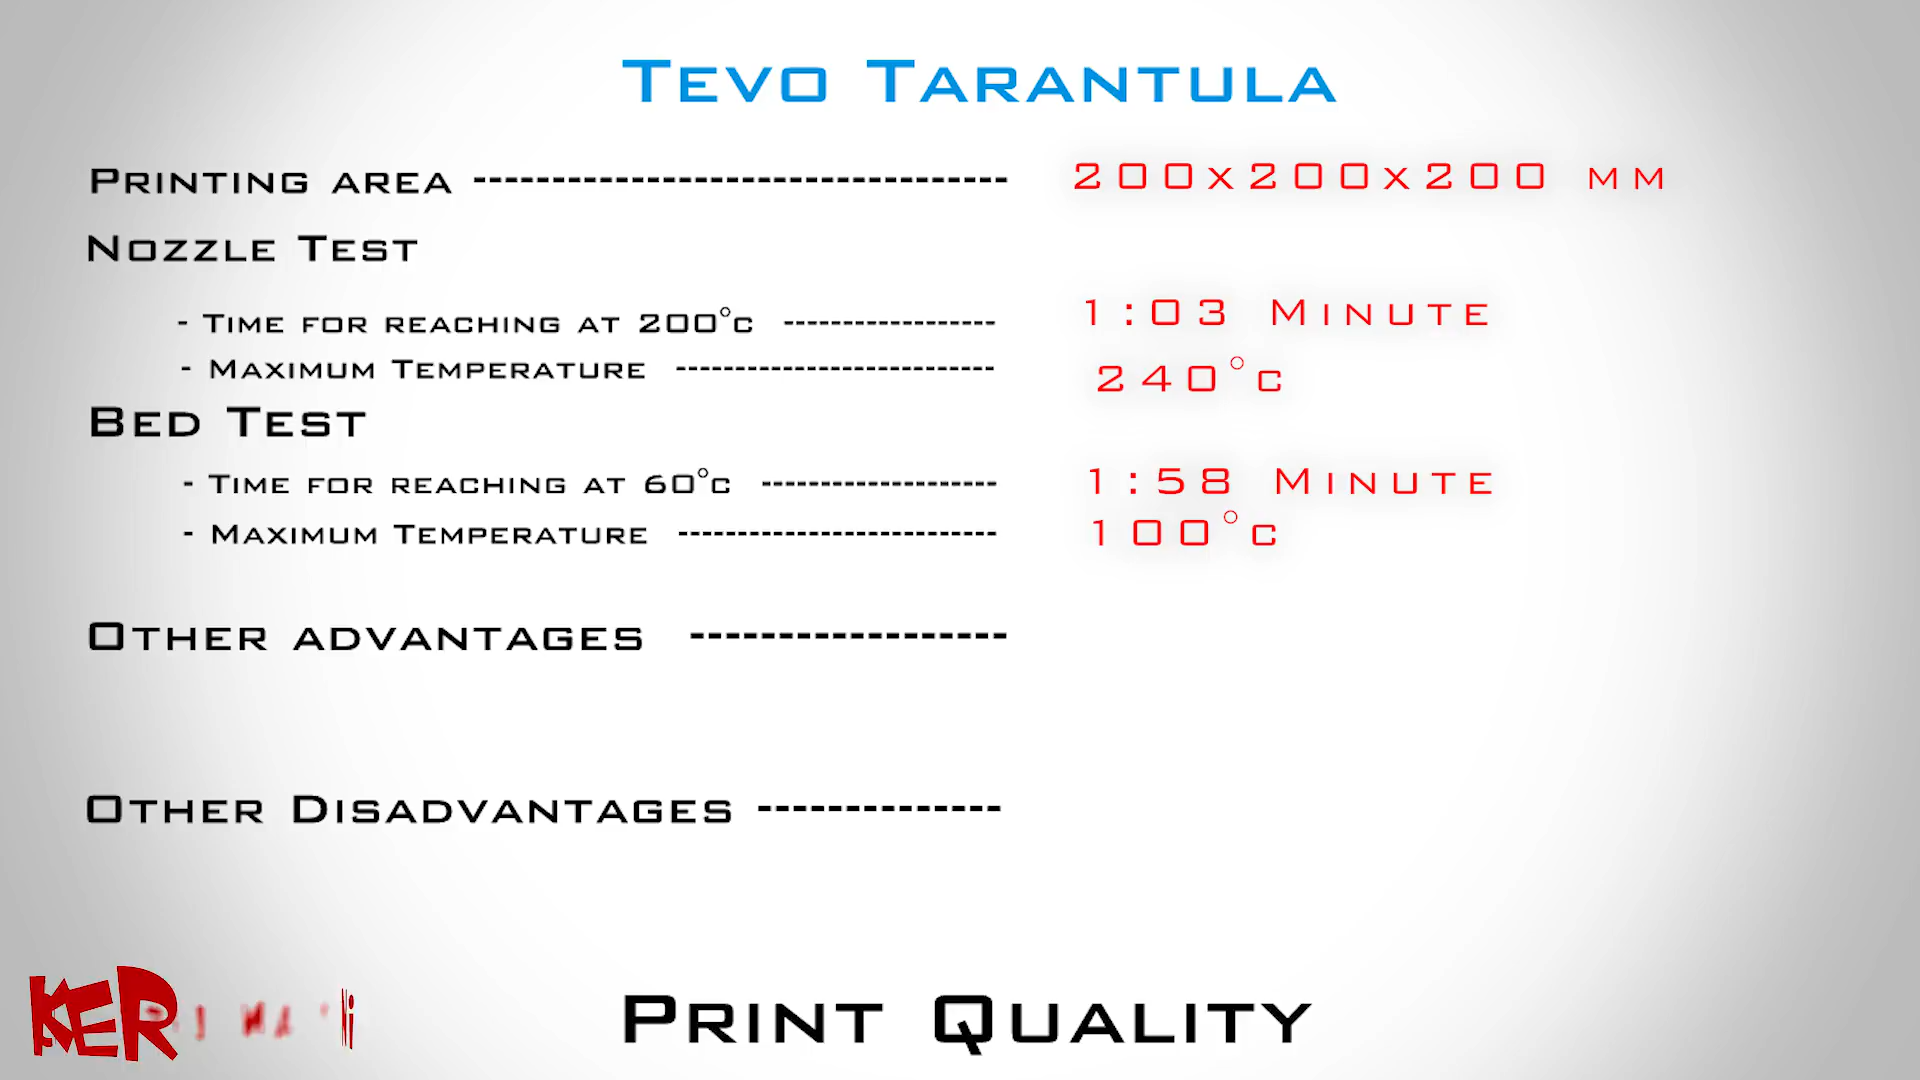 Tevo Tarantula
Printing area ---------------------------------- 200x200x200 mm
Nozzle Test
- Time for reaching at 200°c ------------------ 1:03 Minute
- Maximum Temperature --------------------------- 240°c
Bed Test
- Time for reaching at 60°c -------------------- 1:58 Minute
- Maximum Temperature --------------------------- 100°c
Other advantages ------------------
Other Disadvantages --------------
KER
Print Quality